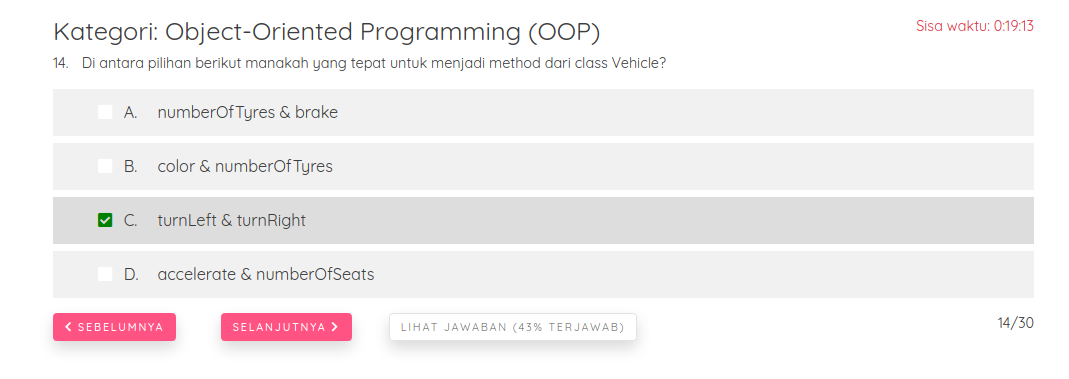 Kategori: Object-Oriented Programming (OOP)
Sisa waktu: 0:19:13
14. Di antara pilihan berikut manakah yang tepat untuk menjadi method dari class Vehicle?
A. numberOfTyres & brake
B. color & numberOfTyres
C. turnLeft & turnRight
D. accelerate & numberOfSeats
SEBELUMNYA
SELANJUTNYA
LIHAT JAWABAN (43% TERJAWAB)
14/30